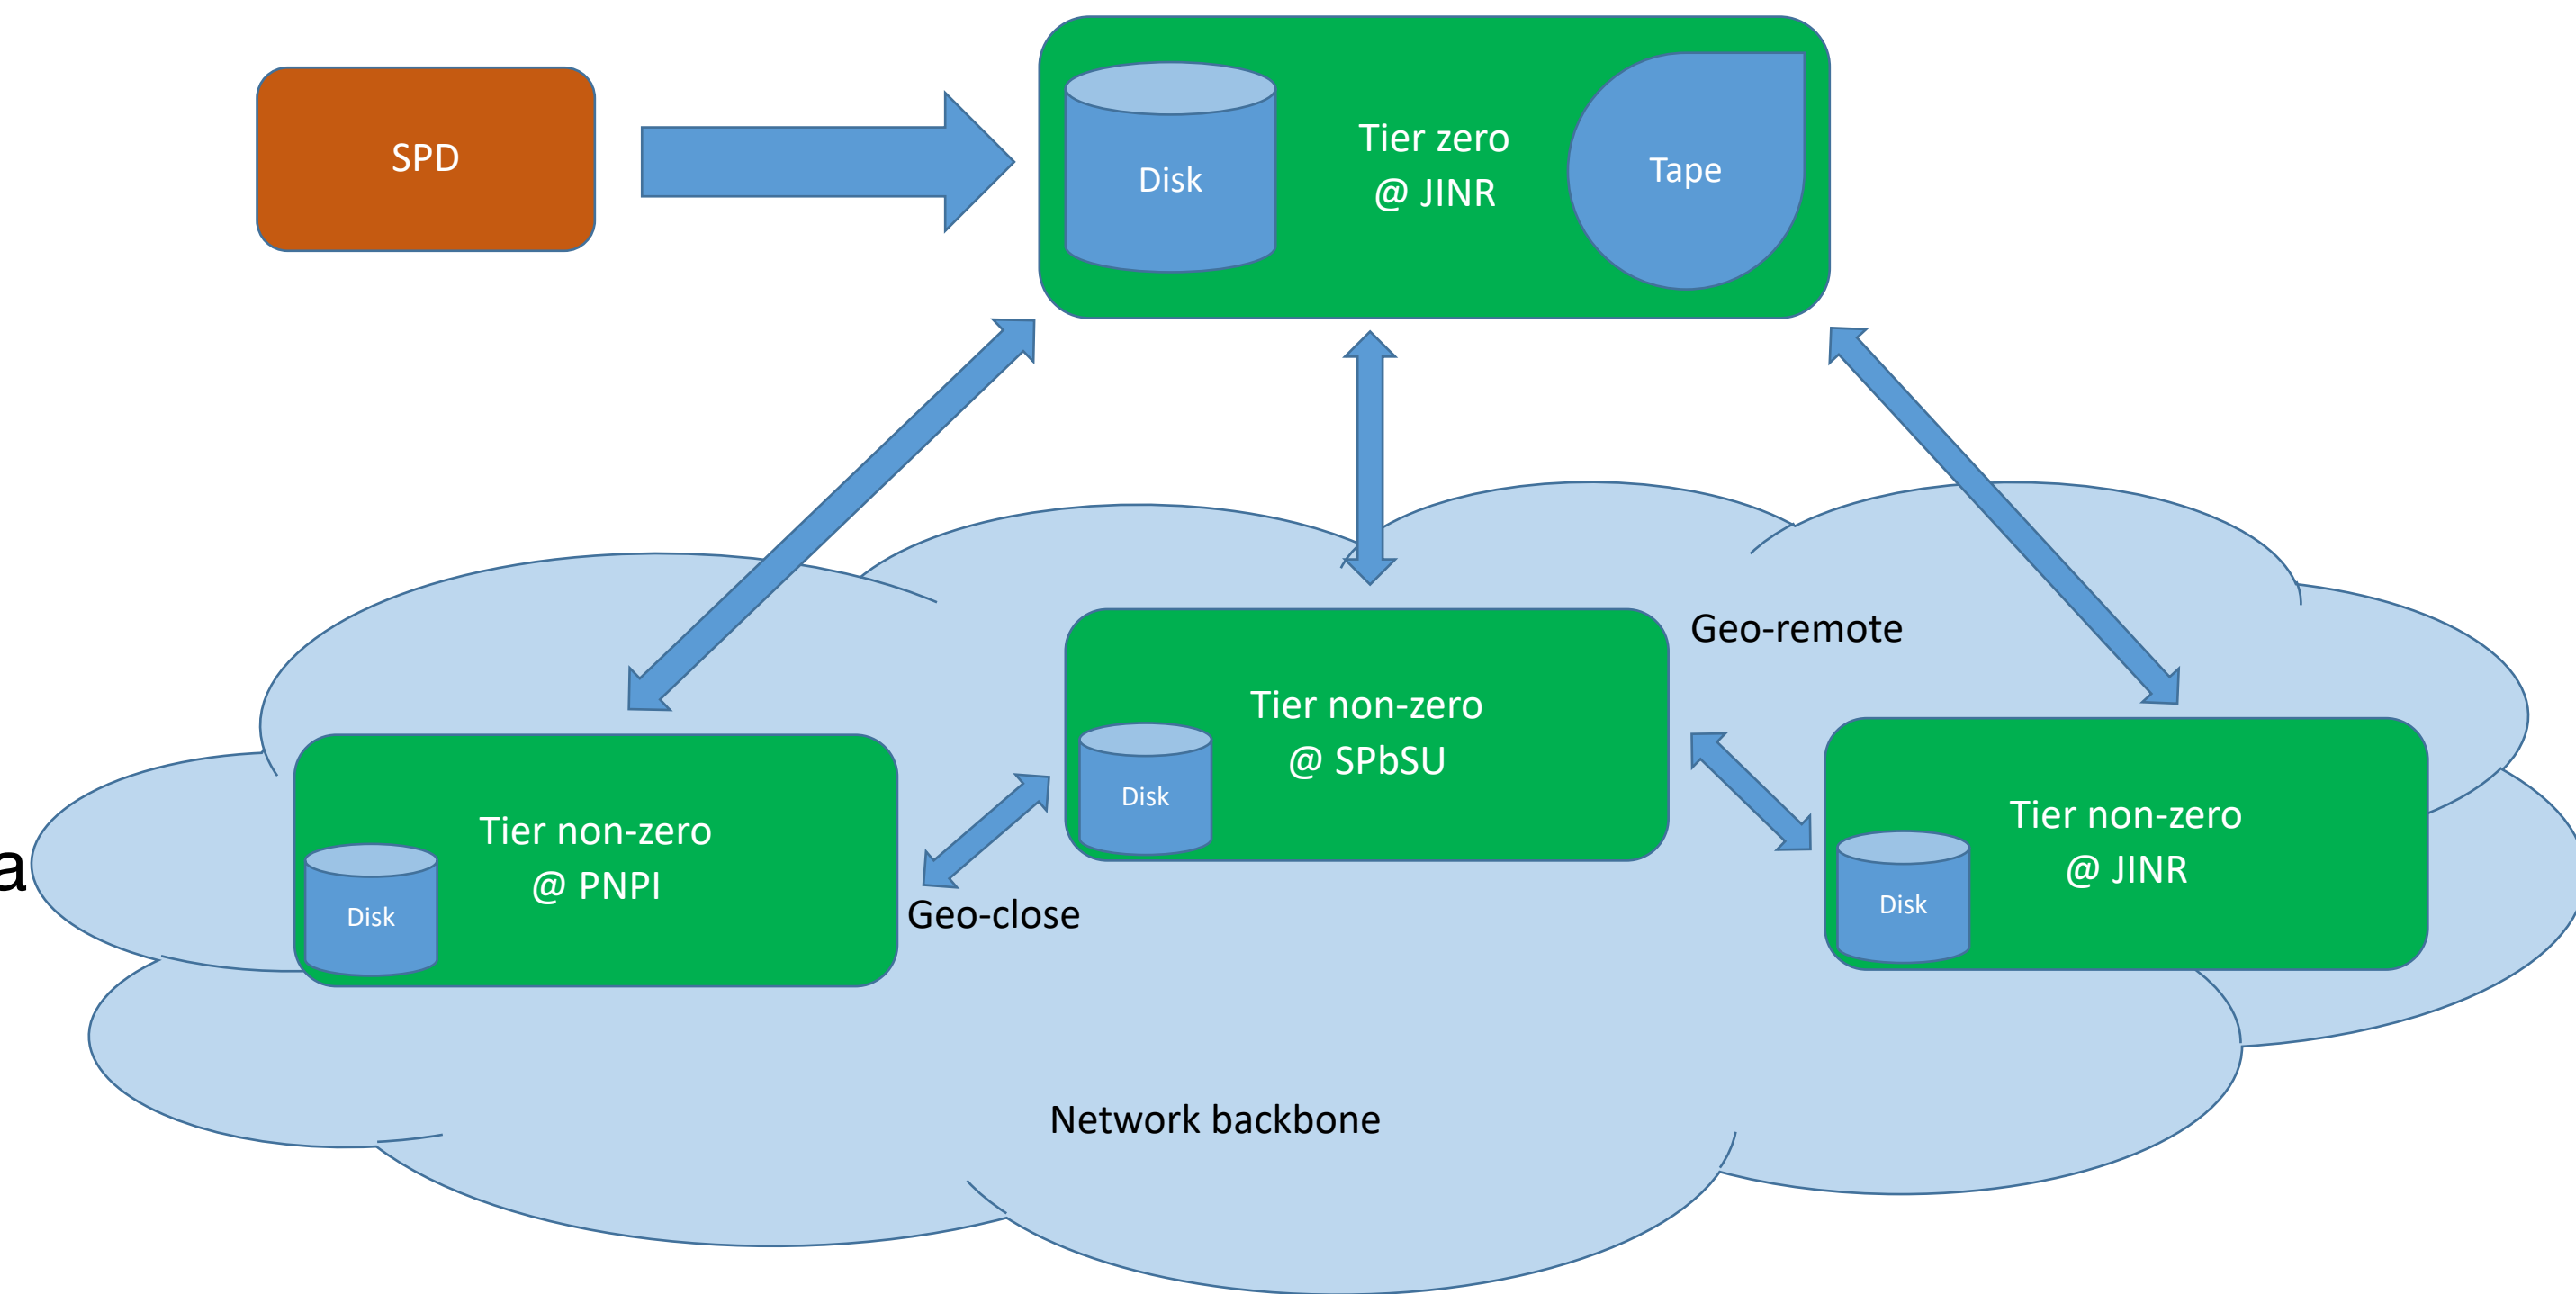 SPD
Disk
Tier zero
@ JINR
Tape
Geo-remote
Tier non-zero
@ SPbSU
Disk
Tier non-zero
@ PNPI
Disk
Geo-close
Tier non-zero
@ JINR
Disk
a
Network backbone